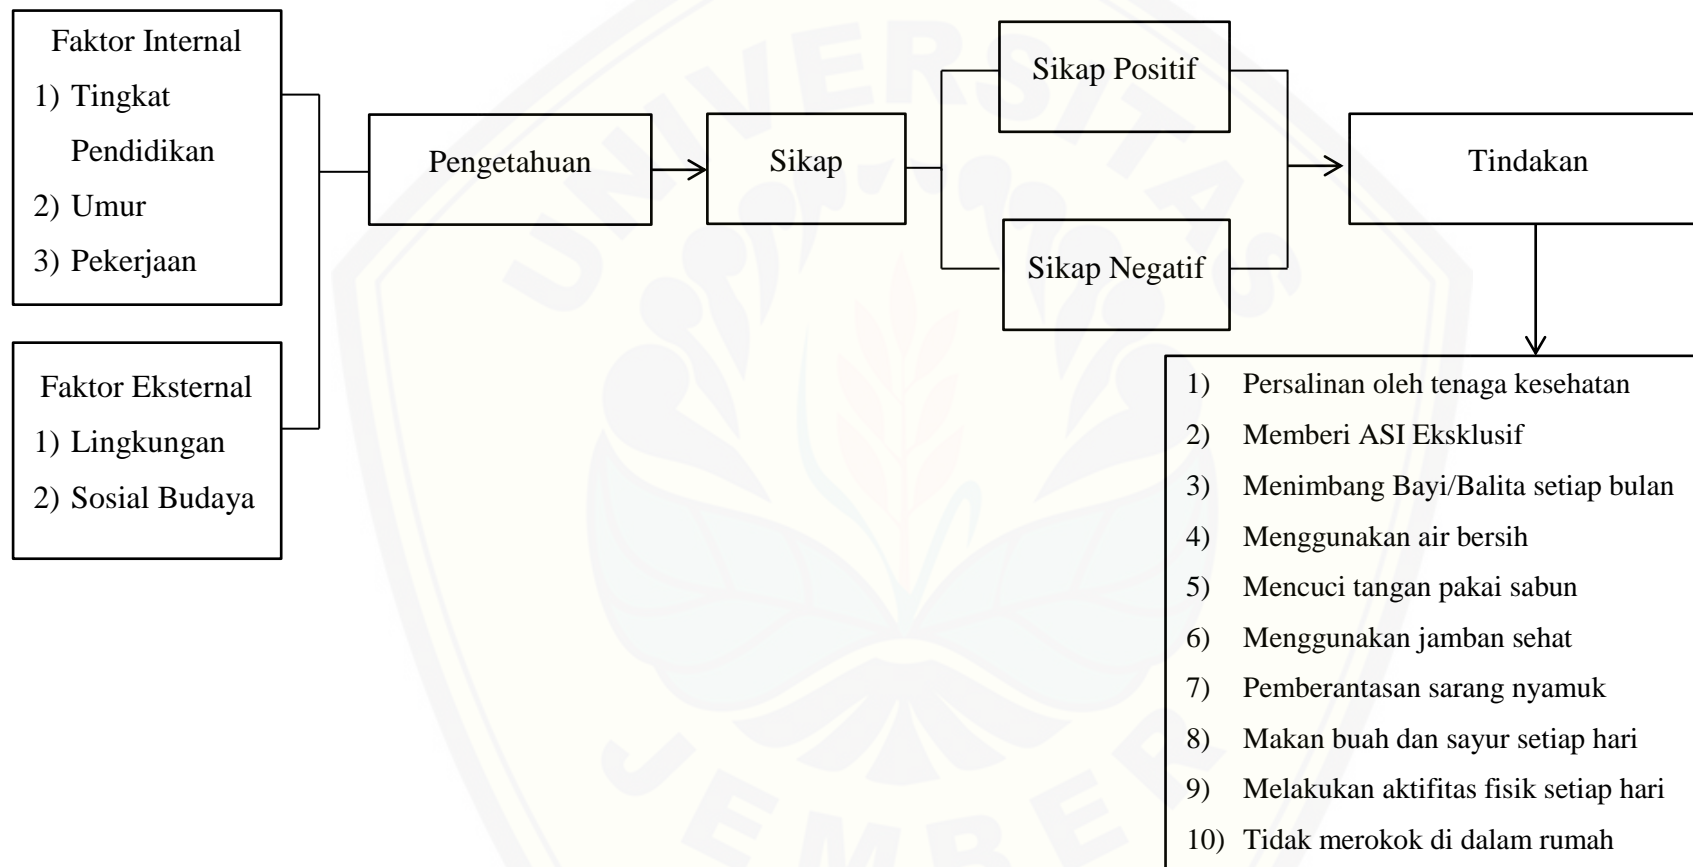 Faktor Internal
1) Tingkat
Pendidikan
2) Umur
3) Pekerjaan
Faktor Eksternal
1) Lingkungan
2) Sosial Budaya
Pengetahuan
Sikap
Sikap Positif
Sikap Negatif
Tindakan
1) Persalinan oleh tenaga kesehatan
2) Memberi ASI Eksklusif
3) Menimbang Bayi/Balita setiap bulan
4) Menggunakan air bersih
5) Mencuci tangan pakai sabun
6) Menggunakan jamban sehat
7) Pemberantasan sarang nyamuk
8) Makan buah dan sayur setiap hari
9) Melakukan aktifitas fisik setiap hari
10) Tidak merokok di dalam rumah
UNIVERSITAS
JEMBER